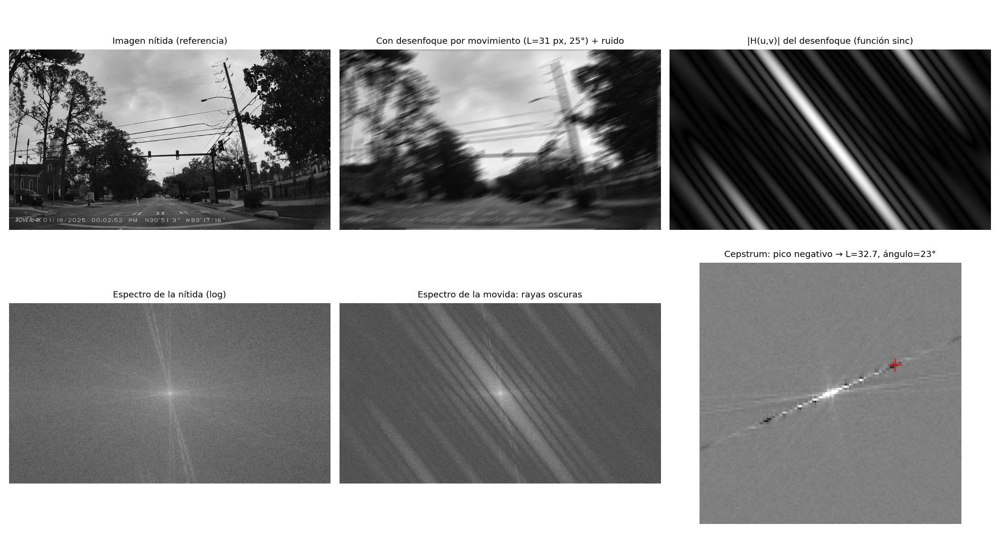 Imagen nítida (referencia)
Con desenfoque por movimiento (L=31 px, 25°) + ruido
|H(u,v)| del desenfoque (función sinc)
ROVE R2-4K 01/18/2025 00:02:52 PM N30°51'3" W83°17'16"
Cepstrum: pico negativo → L=32.7, ángulo=23°
Espectro de la nítida (log)
Espectro de la movida: rayas oscuras